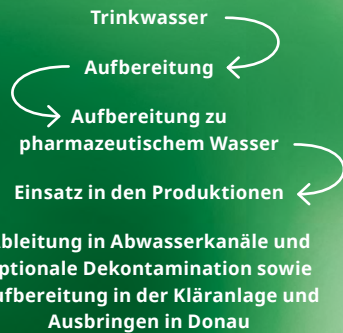 Trinkwasser
Aufbereitung
Aufbereitung zu
pharmazeutischem Wasser
Einsatz in den Produktionen
bleitung in Abwasserkanäle und
ptionale Dekontamination sowie
ufbereitung in der Kläranlage und
Ausbringen in Donau